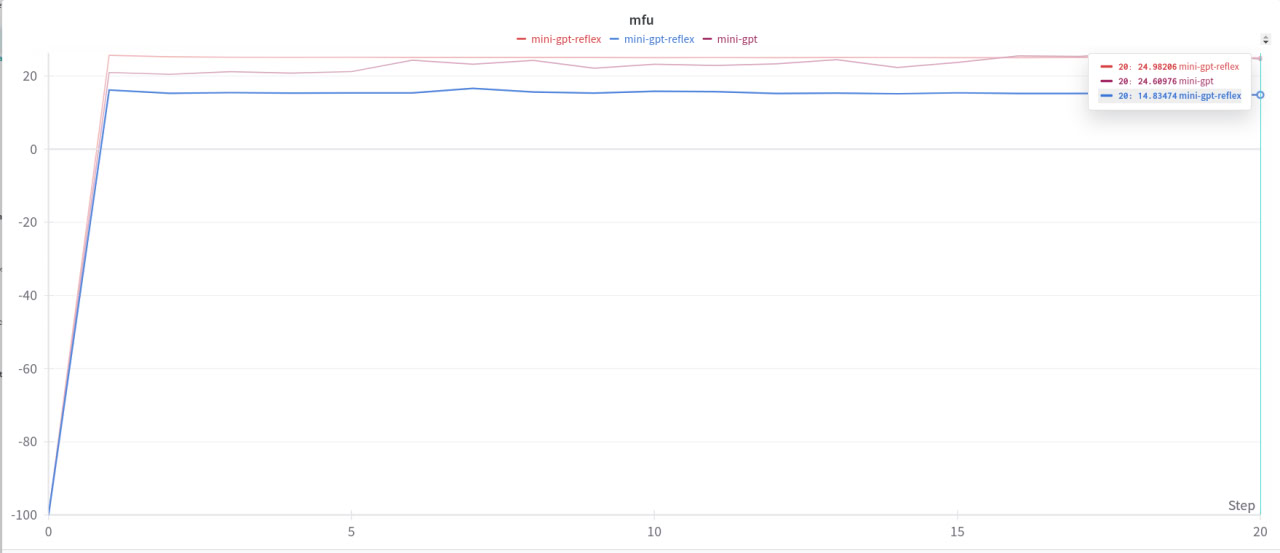 mfu
mini-gpt-reflex mini-gpt-reflex mini-gpt
20: 24.98206 mini-gpt-reflex
20: 24.60976 mini-gpt
20: 14.83474 mini-gpt-reflex
20
0
-20
-40
-60
-80
-100
Step
0 5 10 15 20